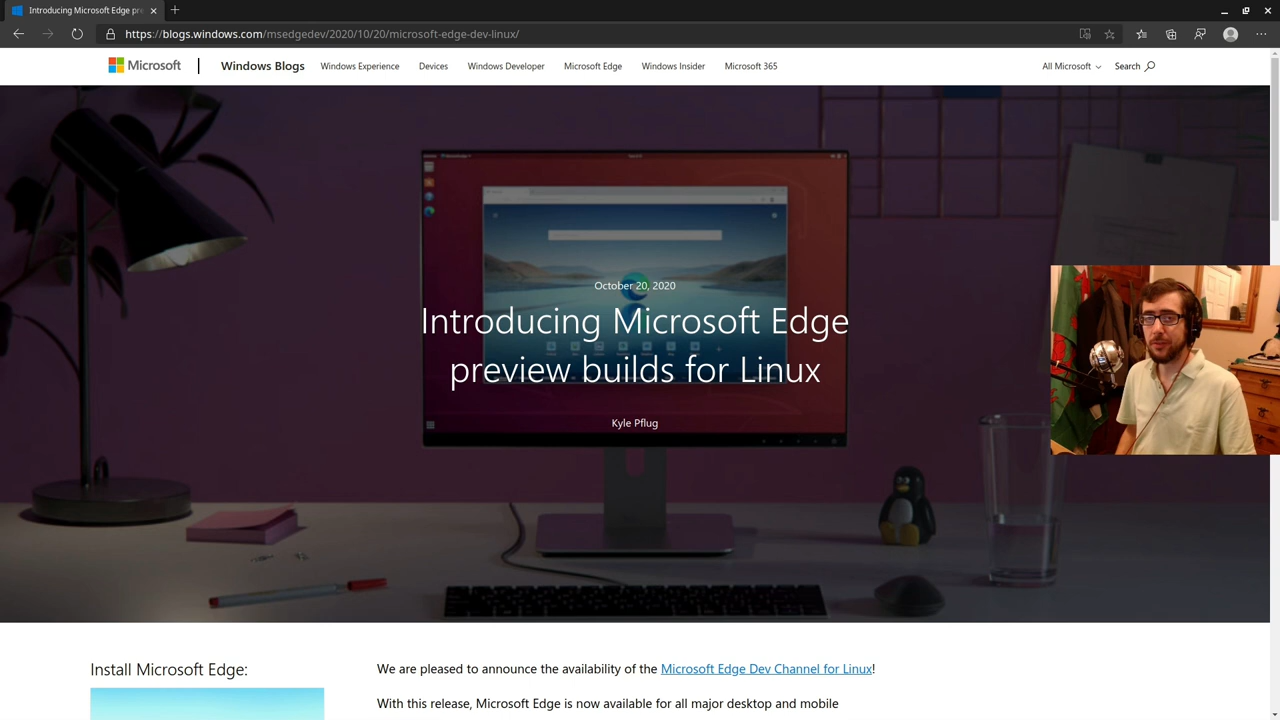 Introducing Microsoft Edge pre
https://blogs.windows.com/msedgedev/2020/10/20/microsoft-edge-dev-linux/
Microsoft
Windows Blogs
Windows Experience
Devices
Windows Developer
Microsoft Edge
Windows Insider
Microsoft 365
All Microsoft
Search
October 20, 2020
Introducing Microsoft Edge
preview builds for Linux
Kyle Pflug
Install Microsoft Edge:
We are pleased to announce the availability of the Microsoft Edge Dev Channel for Linux!
With this release, Microsoft Edge is now available for all major desktop and mobile